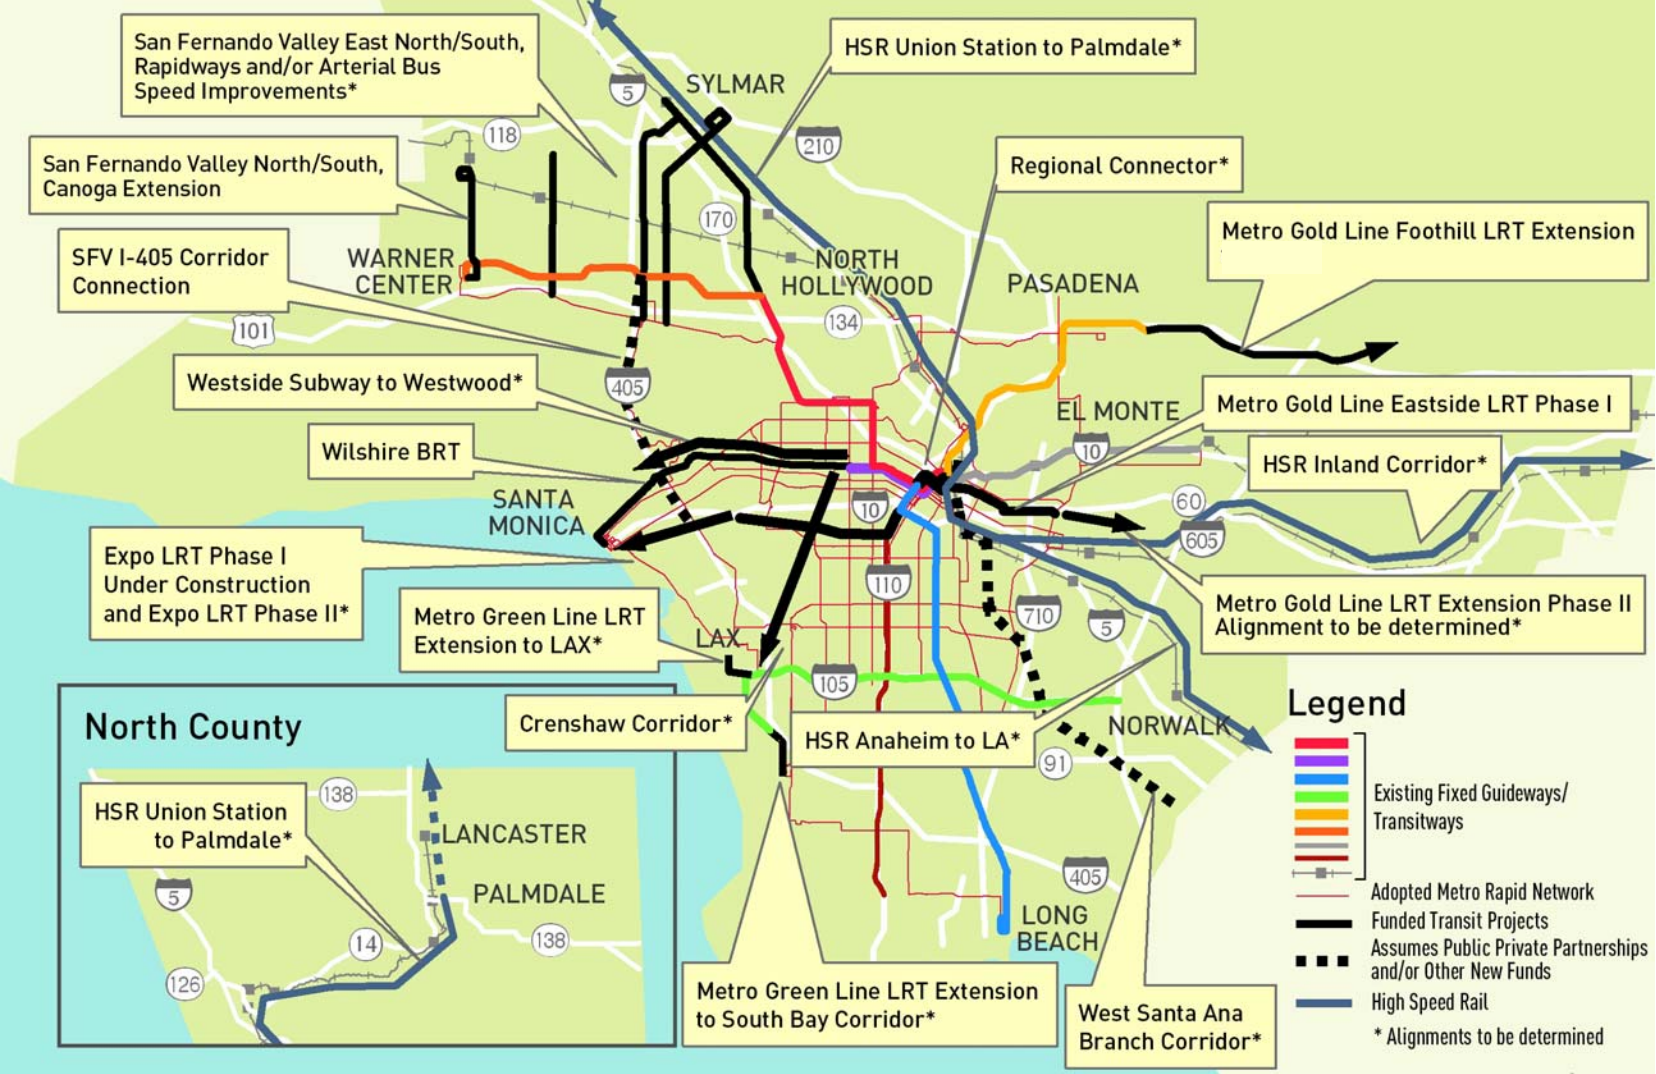 San Fernando Valley East North/South,
Rapidways and/or Arterial Bus
Speed Improvements*
HSR Union Station to Palmdale*
5
SYLMAR
118
210
San Fernando Valley North/South,
Canoga Extension
Regional Connector*
170
Metro Gold Line Foothill LRT Extension
SFV I-405 Corridor
Connection
WARNER
CENTER
NORTH
HOLLYWOOD
PASADENA
101
134
Westside Subway to Westwood*
405
Metro Gold Line Eastside LRT Phase I
EL MONTE
10
Wilshire BRT
HSR Inland Corridor*
SANTA
MONICA
10
60
605
Expo LRT Phase I
Under Construction
and Expo LRT Phase II*
110
Metro Green Line LRT
Extension to LAX*
710
5
Metro Gold Line LRT Extension Phase II
Alignment to be determined*
LAX
105
Crenshaw Corridor*
HSR Anaheim to LA*
NORWALK
91
North County
138
HSR Union Station
to Palmdale*
LANCASTER
5
PALMDALE
14
138
126
405
LONG
BEACH
Metro Green Line LRT Extension
to South Bay Corridor*
West Santa Ana
Branch Corridor*
Legend
Existing Fixed Guideways/
Transitways
Adopted Metro Rapid Network
Funded Transit Projects
Assumes Public Private Partnerships
and/or Other New Funds
High Speed Rail
* Alignments to be determined